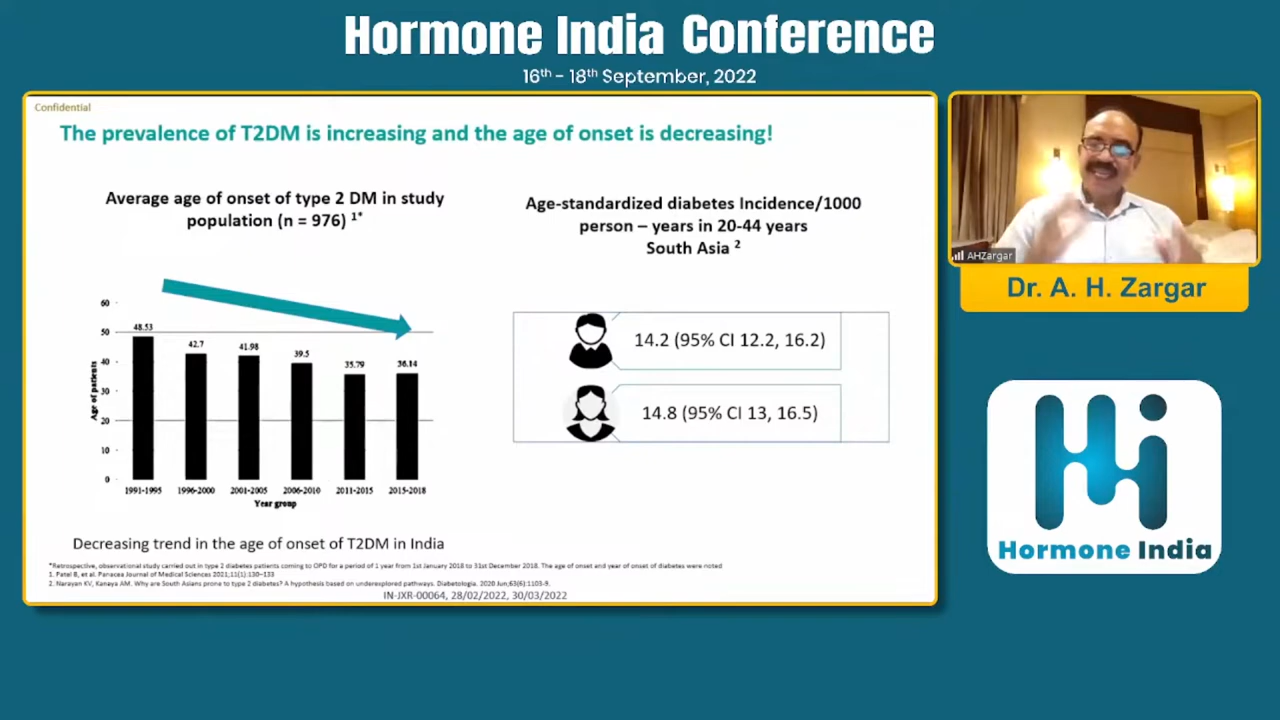 Hormone India Conference
16th - 18th September, 2022
Confidential
The prevalence of T2DM is increasing and the age of onset is decreasing!
Average age of onset of type 2 DM in study
population (n = 976) 1*
60
50
40
30
20
10
0
Age of patients
48.53
42.7
41.98
39.5
35.79
36.14
1991-1995
1996-2000
2001-2005
2006-2010
2011-2015
2015-2018
Year group
Decreasing trend in the age of onset of T2DM in India
Age-standardized diabetes Incidence/1000
person – years in 20-44 years
South Asia 2
14.2 (95% CI 12.2, 16.2)
14.8 (95% CI 13, 16.5)
*Retrospective, observational study carried out in type 2 diabetes patients coming to OPD for a period of 1 year from 1st January 2018 to 31st December 2018. The age of onset and year of onset of diabetes were noted
1. Patel B, et al. Panacea Journal of Medical Sciences 2021;11(1):130–133
2. Narayan KV, Kanaya AM. Why are South Asians prone to type 2 diabetes? A hypothesis based on underexplored pathways. Diabetologia. 2020 Jun;63(6):1103-9.
IN-JXR-00064, 28/02/2022, 30/03/2022
AHZargar
Dr. A. H. Zargar
Hormone India